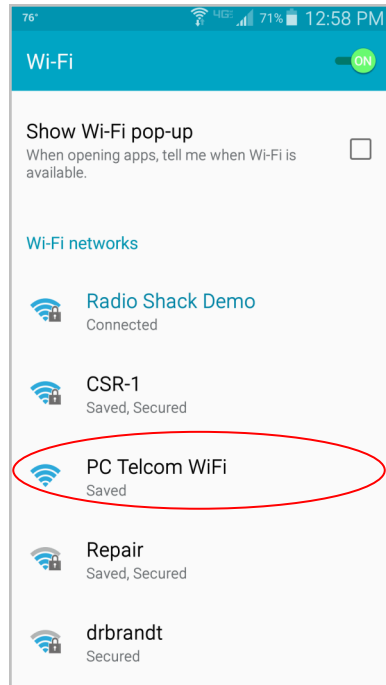 76°
4G 71% 12:58 PM
Wi-Fi
ON
Show Wi-Fi pop-up
When opening apps, tell me when Wi-Fi is
available.
Wi-Fi networks
Radio Shack Demo
Connected
CSR-1
Saved, Secured
PC Telcom WiFi
Saved
Repair
Saved, Secured
drbrandt
Secured